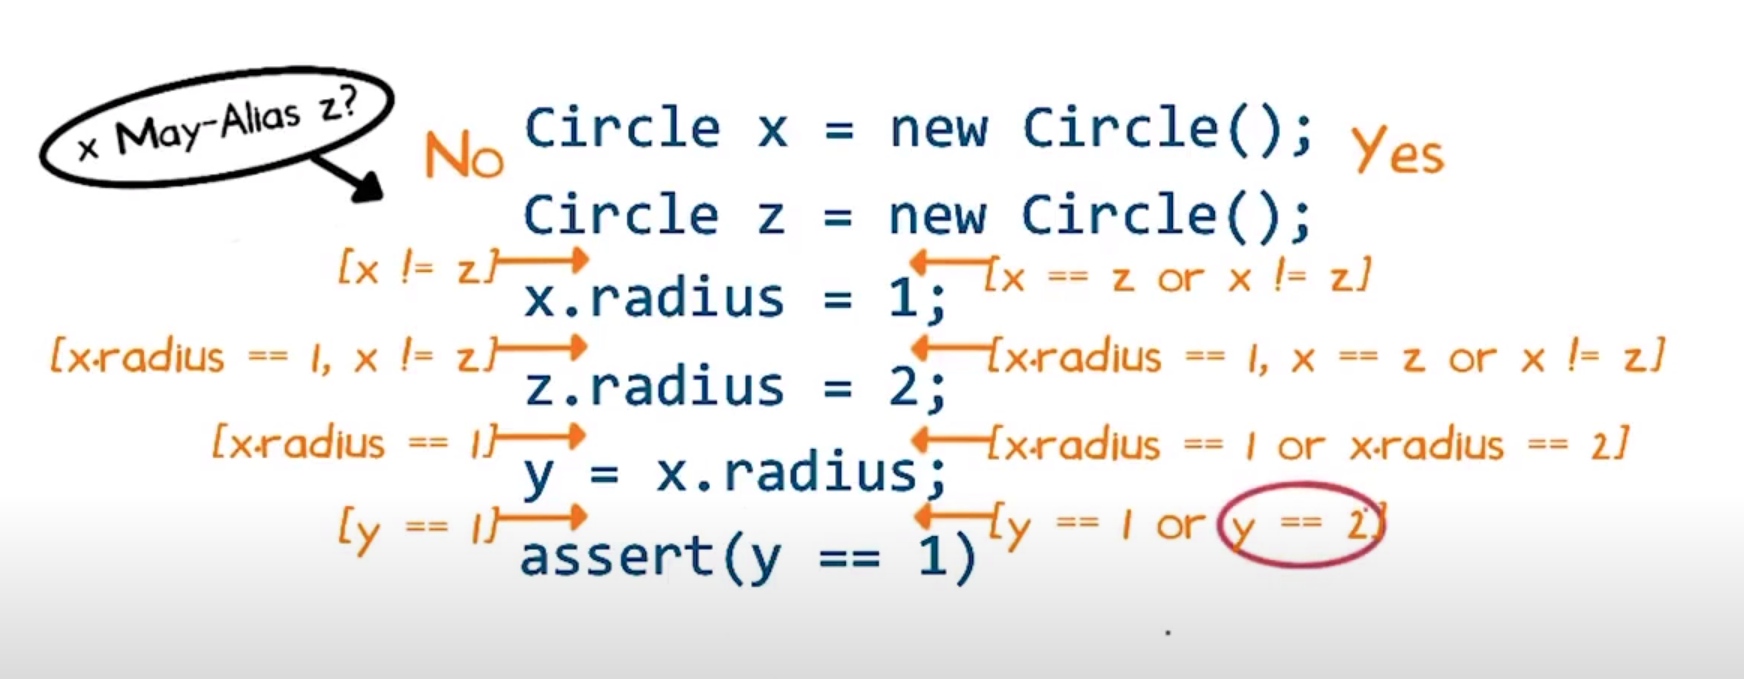 x May-Alias z?
No
Circle x = new Circle();
Yes
Circle z = new Circle();
[x != z]
[x == z or x != z]
x.radius = 1;
[x.radius == 1, x != z]
[x.radius == 1, x == z or x != z]
z.radius = 2;
[x.radius == 1]
[x.radius == 1 or x.radius == 2]
y = x.radius;
[y == 1]
[y == 1 or y == 2]
assert(y == 1)